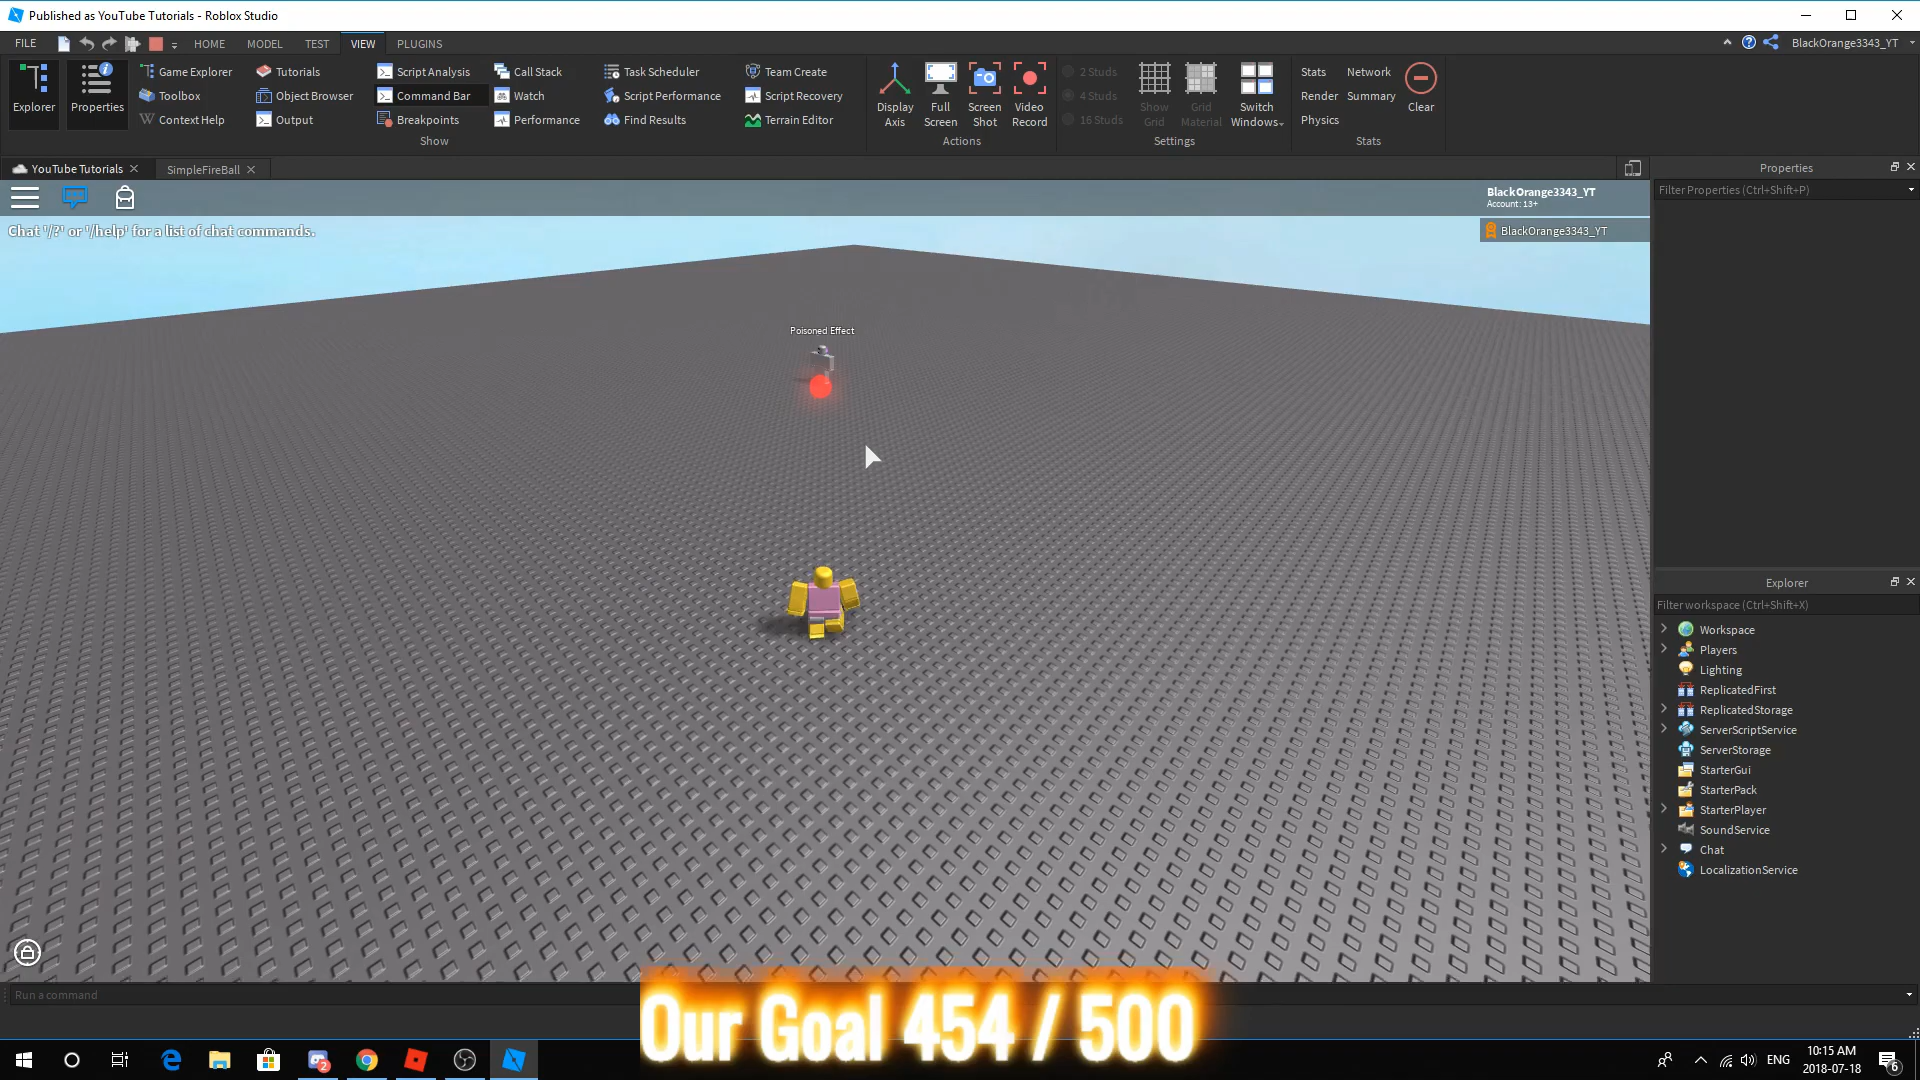 Published as YouTube Tutorials - Roblox Studio
FILE HOME MODEL TEST VIEW PLUGINS BlackOrange3343_YT
Explorer
Properties
Game Explorer
Toolbox
Context Help
Tutorials
Object Browser
Output
Script Analysis
Command Bar
Breakpoints
Call Stack
Watch
Performance
Task Scheduler
Script Performance
Find Results
Team Create
Script Recovery
Terrain Editor
Show
Display Axis
Full Screen
Screen Shot
Video Record
Actions
2 Studs
4 Studs
16 Studs
Show Grid
Grid Material
Switch Windows
Settings
Stats Network
Render Summary
Physics
Clear
Stats
YouTube Tutorials
SimpleFireBall
BlackOrange3343_YT
Account: 13+
BlackOrange3343_YT
Chat '/?' or '/help' for a list of chat commands.
Poisoned Effect
Properties
Filter Properties (Ctrl+Shift+P)
Explorer
Filter workspace (Ctrl+Shift+X)
Workspace
Players
Lighting
ReplicatedFirst
ReplicatedStorage
ServerScriptService
ServerStorage
StarterGui
StarterPack
StarterPlayer
SoundService
Chat
LocalizationService
Run a command
Our Goal 454 / 500
2
ENG
10:15 AM
2018-07-18
6